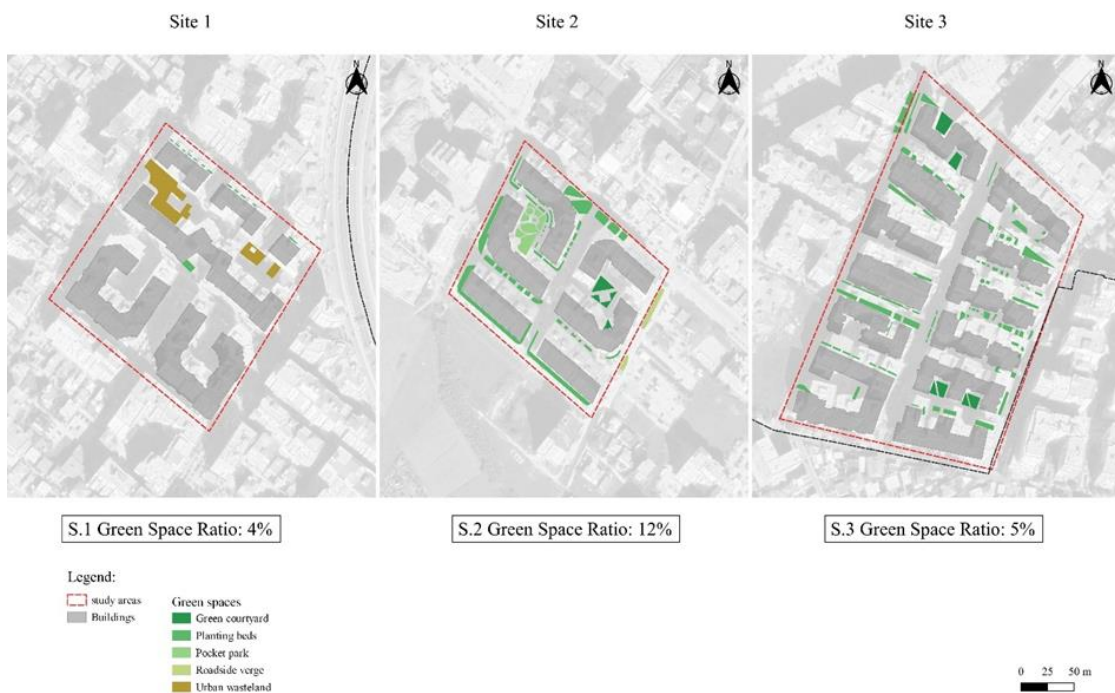 Site 1
Site 2
Site 3
N
N
N
S.1 Green Space Ratio: 4%
S.2 Green Space Ratio: 12%
S.3 Green Space Ratio: 5%
Legend:
study areas
Buildings
Green spaces
Green courtyard
Planting beds
Pocket park
Roadside verge
Urban wasteland
0 25 50 m